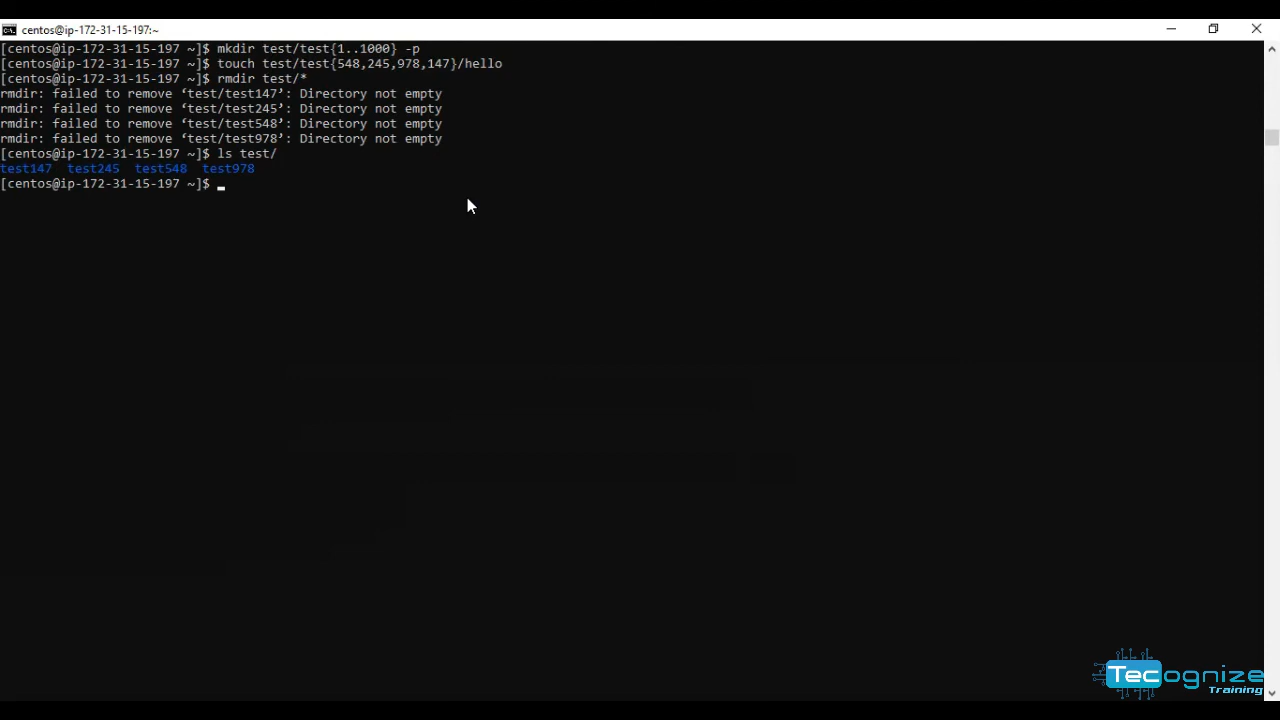 centos@ip-172-31-15-197:~
[centos@ip-172-31-15-197 ~]$ mkdir test/test{1..1000} -p
[centos@ip-172-31-15-197 ~]$ touch test/test{548,245,978,147}/hello
[centos@ip-172-31-15-197 ~]$ rmdir test/*
rmdir: failed to remove ‘test/test147’: Directory not empty
rmdir: failed to remove ‘test/test245’: Directory not empty
rmdir: failed to remove ‘test/test548’: Directory not empty
rmdir: failed to remove ‘test/test978’: Directory not empty
[centos@ip-172-31-15-197 ~]$ ls test/
test147  test245  test548  test978
[centos@ip-172-31-15-197 ~]$
Tecognize
Training